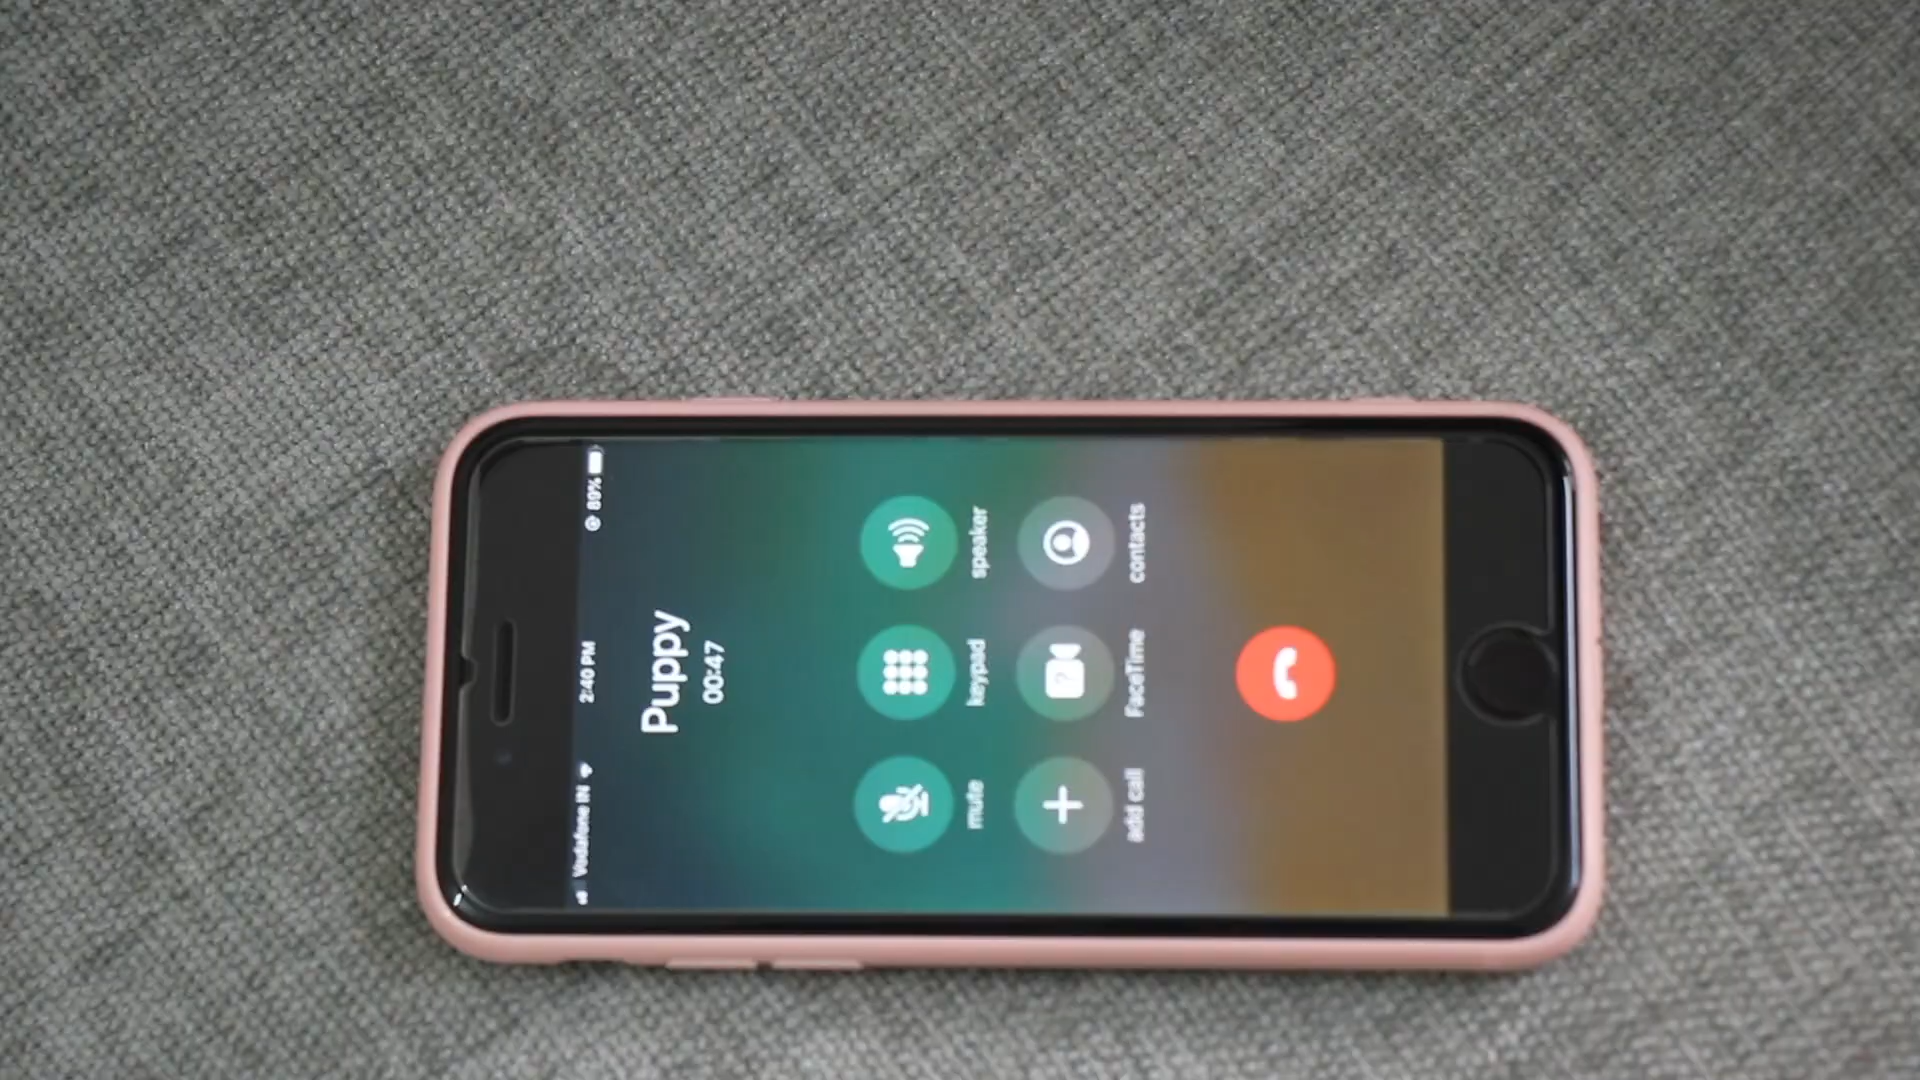 Vodafone IN 2:40 PM 89%
Puppy
00:47
mute keypad speaker
add call FaceTime contacts